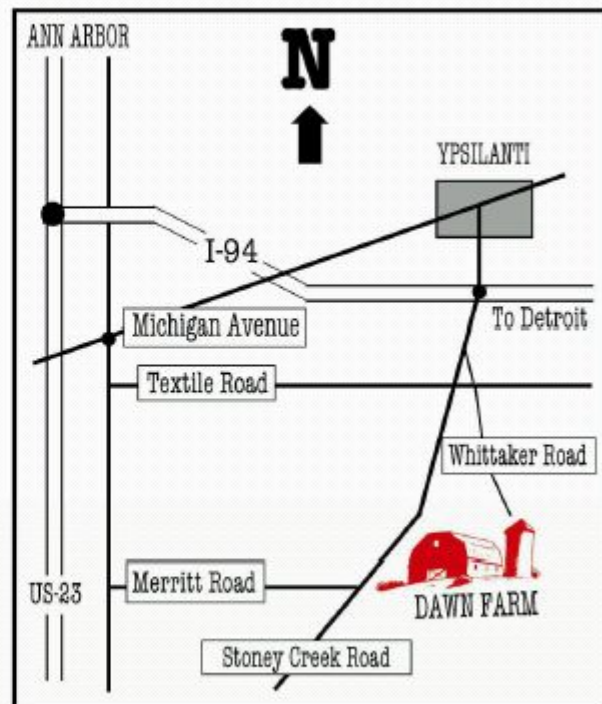 ANN ARBOR
N
YPSILANTI
I-94
To Detroit
Michigan Avenue
Textile Road
Whittaker Road
US-23
Merritt Road
DAWN FARM
Stoney Creek Road